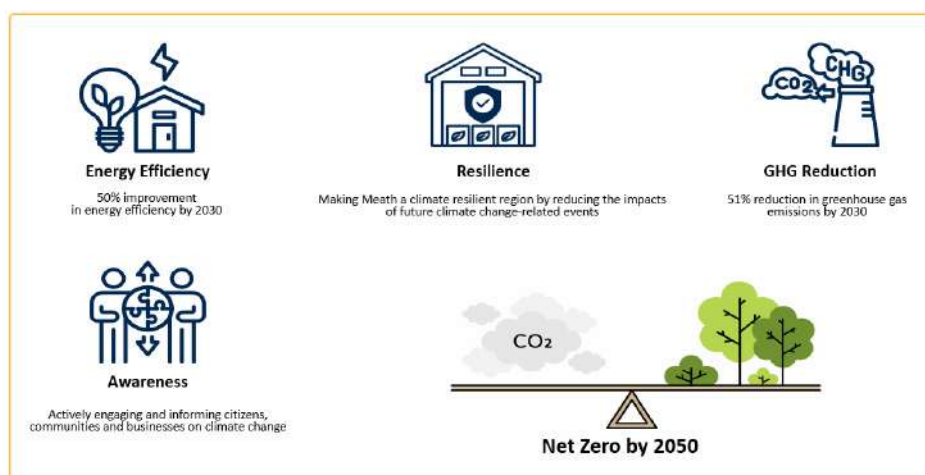 Energy Efficiency
50% improvement
in energy efficiency by 2030
Resilience
Making Meath a climate resilient region by reducing the impacts
of future climate change-related events
CO2
CHG
GHG Reduction
51% reduction in greenhouse gas
emissions by 2030
Awareness
Actively engaging and informing citizens,
communities and businesses on climate change
CO₂
Net Zero by 2050